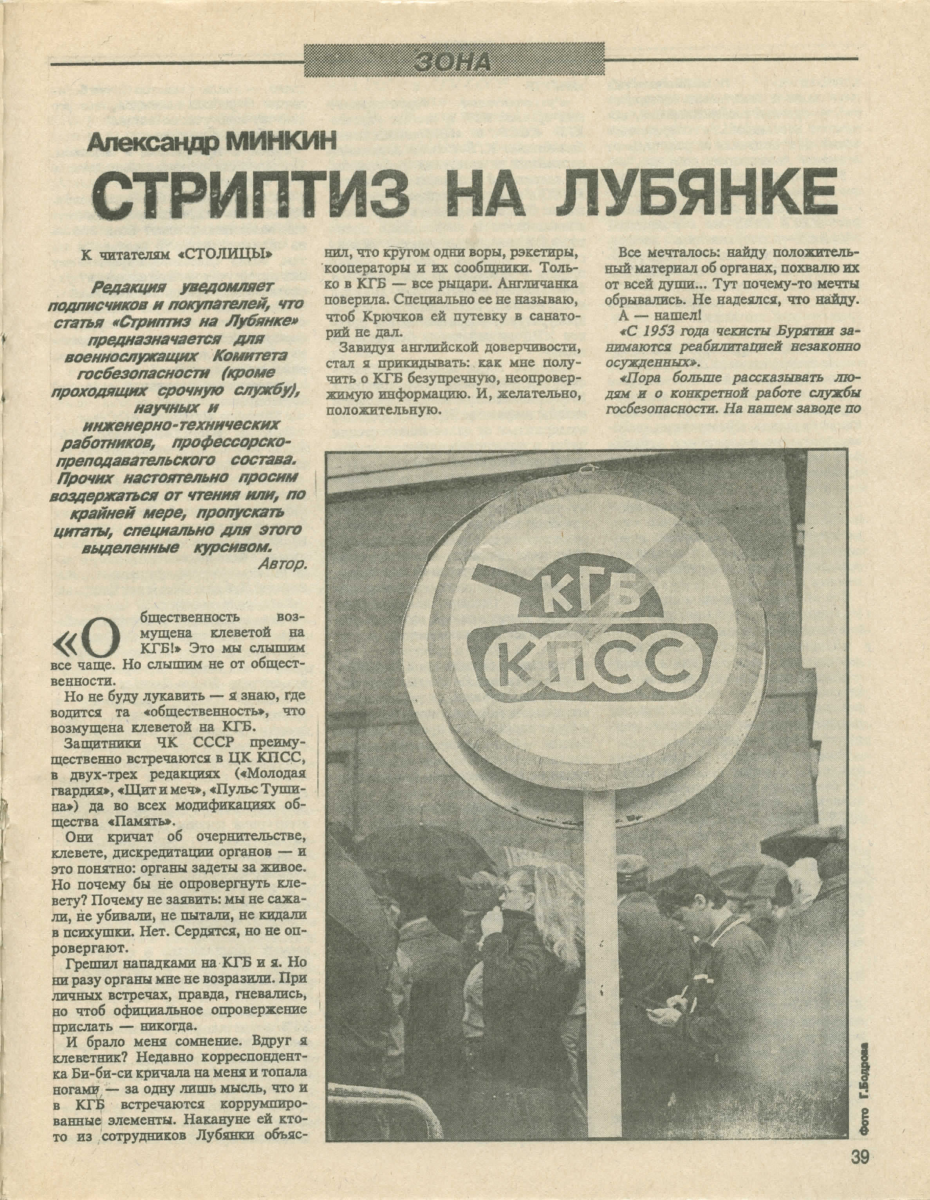 ЗОНА
Александр МИНКИН
СТРИПТИЗ НА ЛУБЯНКЕ
К читателям «СТОЛИЦЫ»
Редакция уведомляет
подписчиков и покупателей, что
статья «Стриптиз на Лубянке»
предназначается для
военнослужащих Комитета
госбезопасности (кроме
проходящих срочную службу),
научных и
инженерно-технических
работников, профессорско-
преподавательского состава.
Прочих настоятельно просим
воздержаться от чтения или, по
крайней мере, пропускать
цитаты, специально для этого
выделенные курсивом.
Автор.
«Общественность воз-
мущена клеветой на
КГБ!» Это мы слышим
все чаще. Но слышим не от общест-
венности.
Но не буду лукавить — я знаю, где
водится та «общественность», что
возмущена клеветой на КГБ.
Защитники ЧК СССР преиму-
щественно встречаются в ЦК КПСС,
в двух-трех редакциях («Молодая
гвардия», «Щит и меч», «Пульс Туши-
на») да во всех модификациях об-
щества «Память».
Они кричат об очернительстве,
клевете, дискредитации органов — и
это понятно: органы задеты за живое.
Но почему бы не опровергнуть кле-
вету? Почему не заявить: мы не сажа-
ли, не убивали, не пытали, не кидали
в психушки. Нет. Сердятся, но не оп-
ровергают.
Грешил нападками на КГБ и я. Но
ни разу органы мне не возразили. При
личных встречах, правда, гневались,
но чтоб официальное опровержение
прислать — никогда.
И брало меня сомнение. Вдруг я
клеветник? Недавно корреспондент-
ка Би-би-си кричала на меня и топала
ногами — за одну лишь мысль, что и
в КГБ встречаются коррумпиро-
ванные элементы. Накануне ей кто-
то из сотрудников Лубянки объяс-
нил, что кругом одни воры, рэкетиры,
кооператоры и их сообщники. Толь-
ко в КГБ — все рыцари. Англичанка
поверила. Специально ее не называю,
чтоб Крючков ей путевку в санато-
рий не дал.
Завидуя английской доверчивости,
стал я прикидывать: как мне полу-
чить о КГБ безупречную, неопровер-
жимую информацию. И, желательно,
положительную.
Все мечталось: найду положитель-
ный материал об органах, похвалю их
от всей души... Тут почему-то мечты
обрывались. Не надеялся, что найду.
А — нашел!
«С 1953 года чекисты Бурятии за-
нимаются реабилитацией незаконно
осужденных».
«Пора больше рассказывать лю-
дям и о конкретной работе службы
госбезопасности. На нашем заводе по
КГБ
КПСС
Фото Г.Бодрова
39